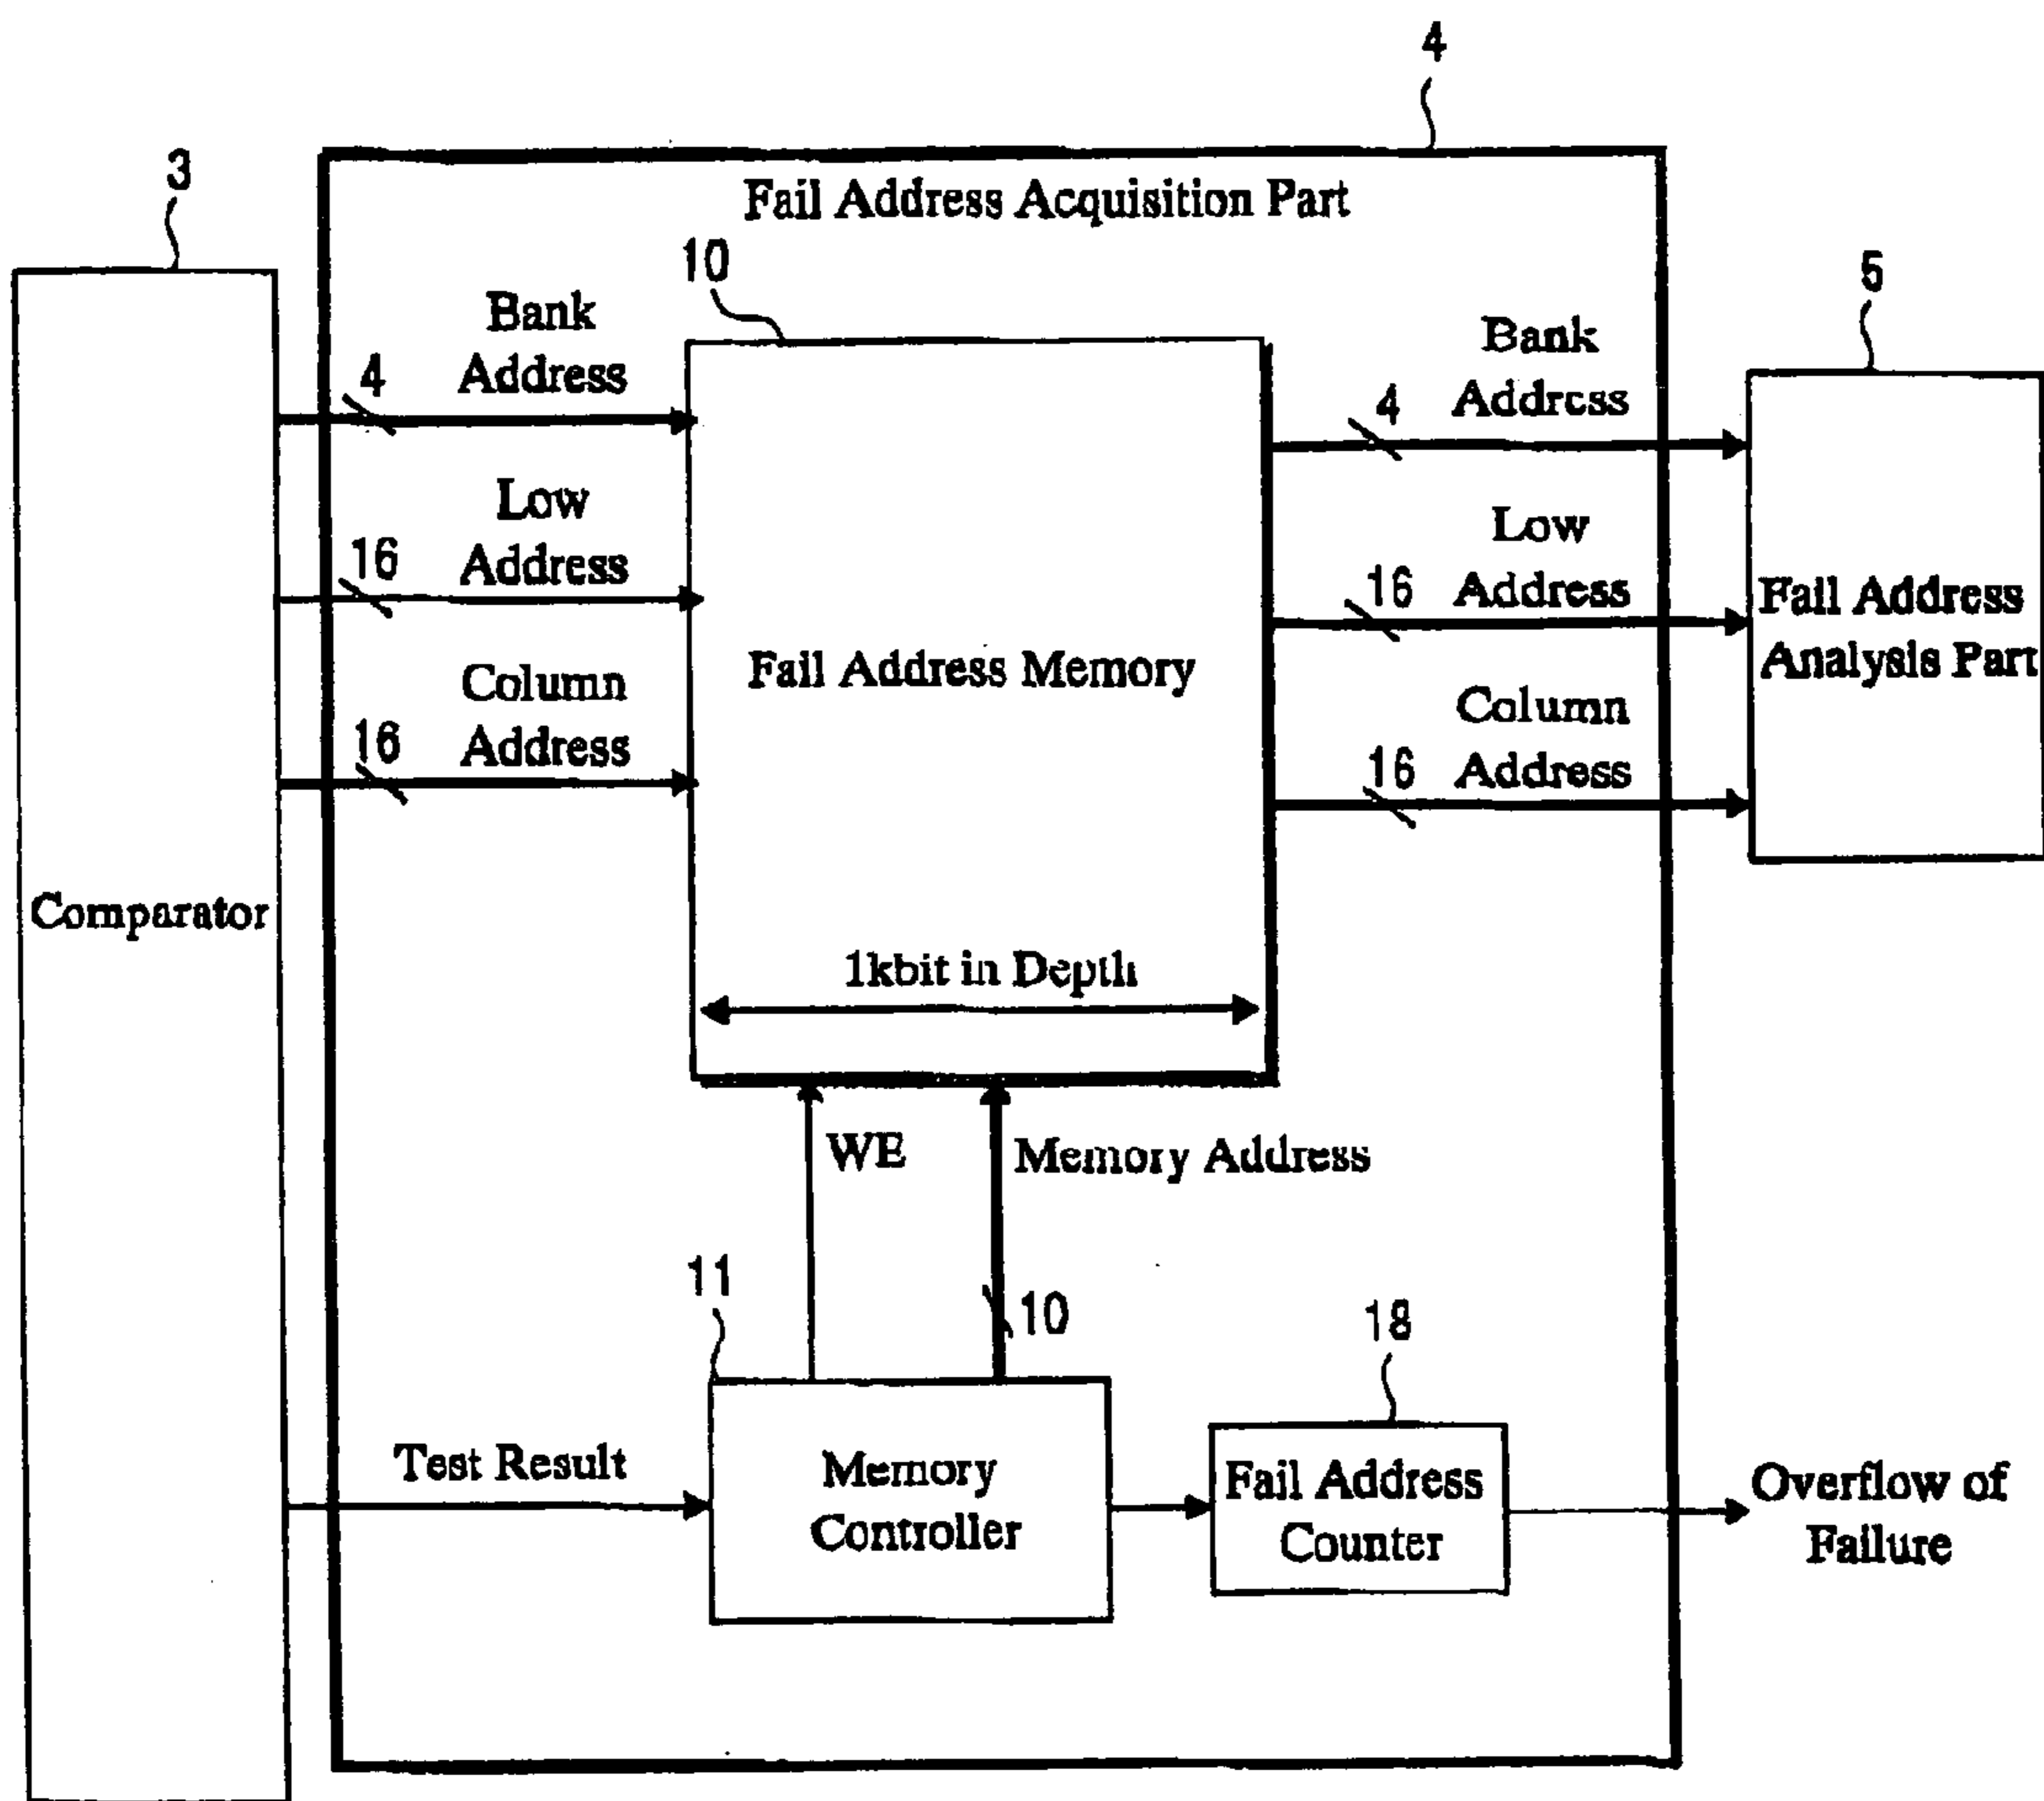 4
3
Fail Address Acquisition Part
10
5
Bank
Address
4
Low
Address
16
Column
Address
16
Fail Address Memory
1kbit in Depth
Bank
Address
4
Low
Address
16
Column
Address
16
Fail Address
Analysis Part
Comparator
WE
Memory Address
10
11
18
Test Result
Memory
Controller
Fail Address
Counter
Overflow of
Failure